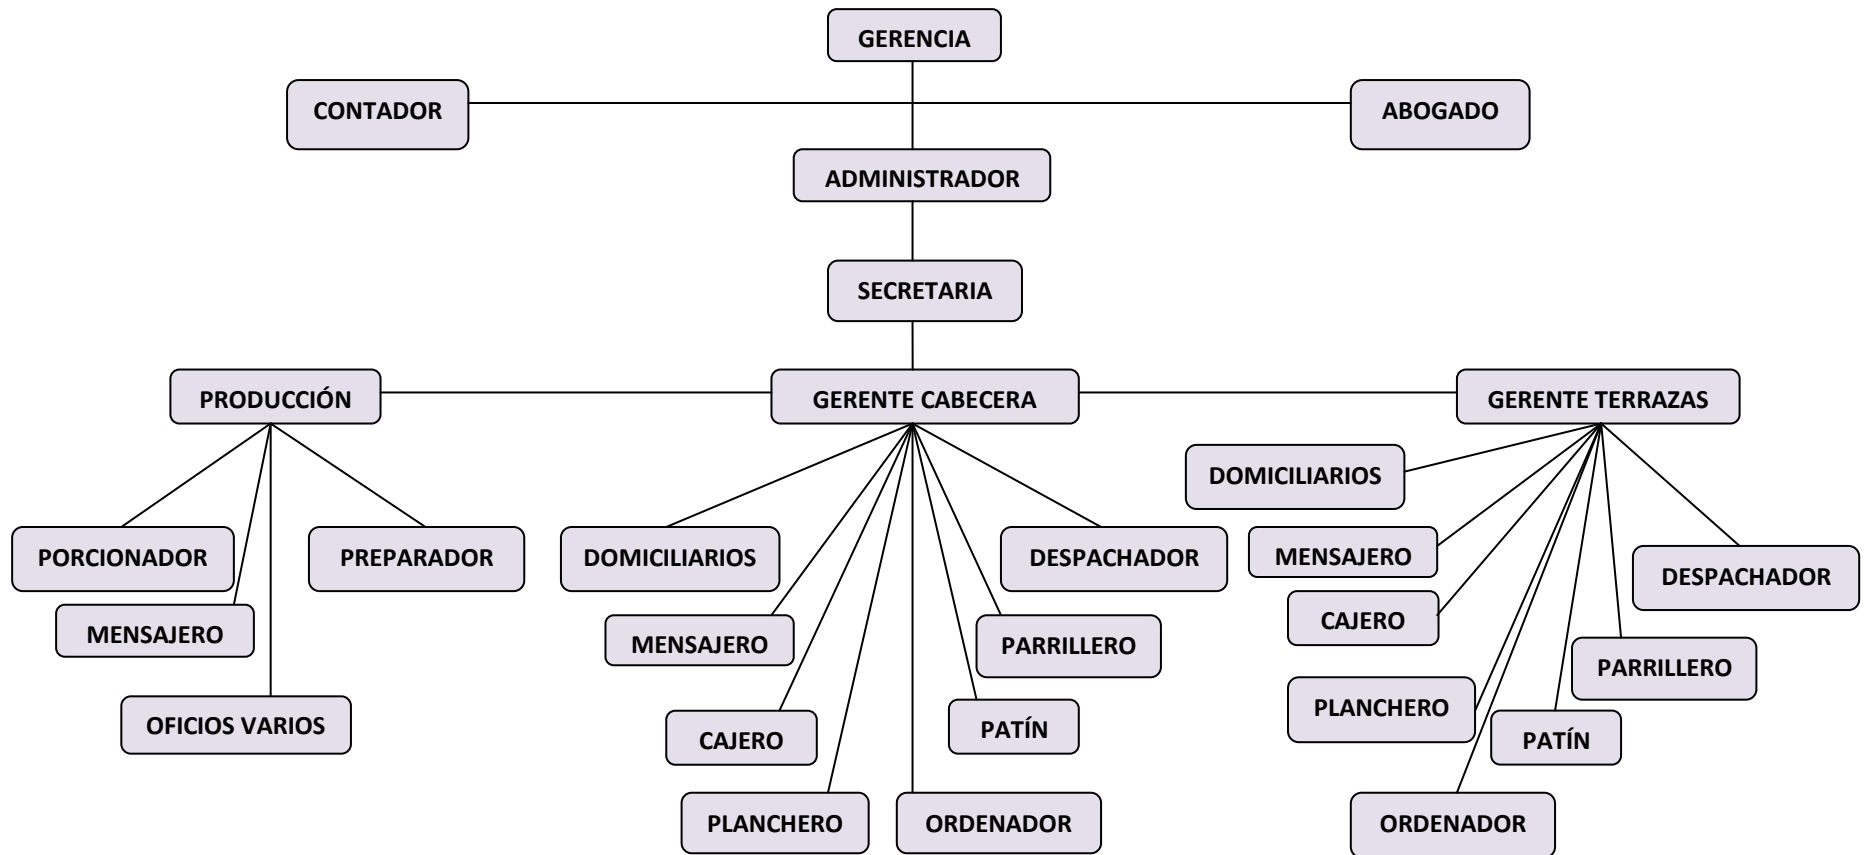 GERENCIA
CONTADOR
ABOGADO
ADMINISTRADOR
SECRETARIA
PRODUCCIÓN
GERENTE CABECERA
GERENTE TERRAZAS
PORCIONADOR
PREPARADOR
MENSAJERO
OFICIOS VARIOS
DOMICILIARIOS
DESPACHADOR
MENSAJERO
PARRILLERO
CAJERO
PATÍN
PLANCHERO
ORDENADOR
DOMICILIARIOS
MENSAJERO
DESPACHADOR
CAJERO
PARRILLERO
PLANCHERO
PATÍN
ORDENADOR